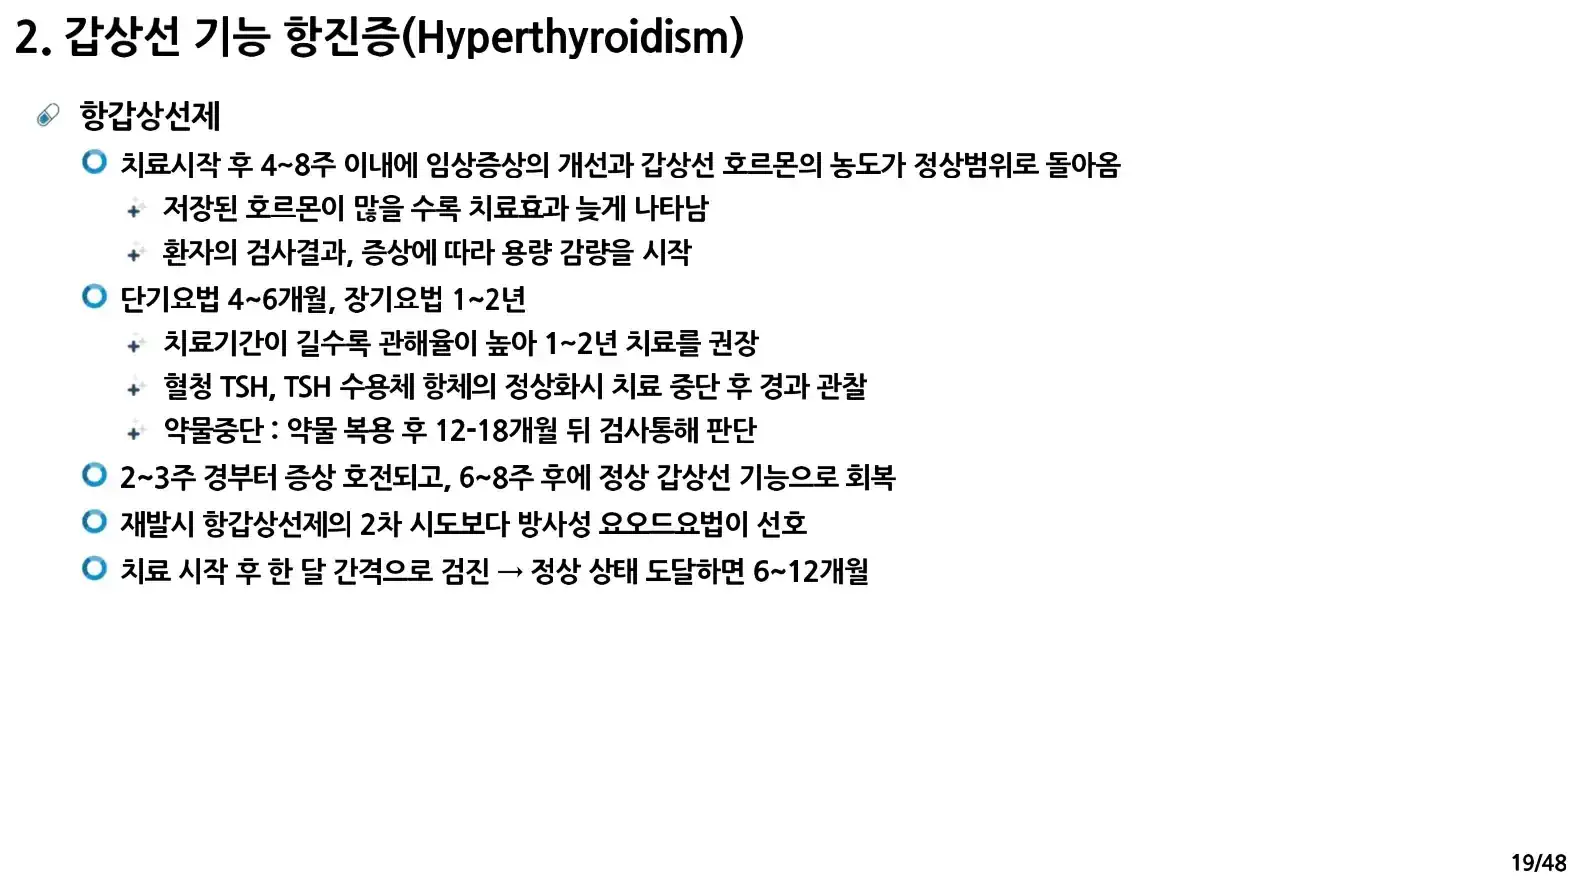 2. 갑상선 기능 항진증(Hyperthyroidism)
항갑상선제
치료시작 후 4~8주 이내에 임상증상의 개선과 갑상선 호르몬의 농도가 정상범위로 돌아옴
저장된 호르몬이 많을 수록 치료효과 늦게 나타남
환자의 검사결과, 증상에 따라 용량 감량을 시작
단기요법 4~6개월, 장기요법 1~2년
치료기간이 길수록 관해율이 높아 1~2년 치료를 권장
혈청 TSH, TSH 수용체 항체의 정상화시 치료 중단 후 경과 관찰
약물중단 : 약물 복용 후 12-18개월 뒤 검사통해 판단
2~3주 경부터 증상 호전되고, 6~8주 후에 정상 갑상선 기능으로 회복
재발시 항갑상선제의 2차 시도보다 방사성 요오드요법이 선호
치료 시작 후 한 달 간격으로 검진 → 정상 상태 도달하면 6~12개월
19/48